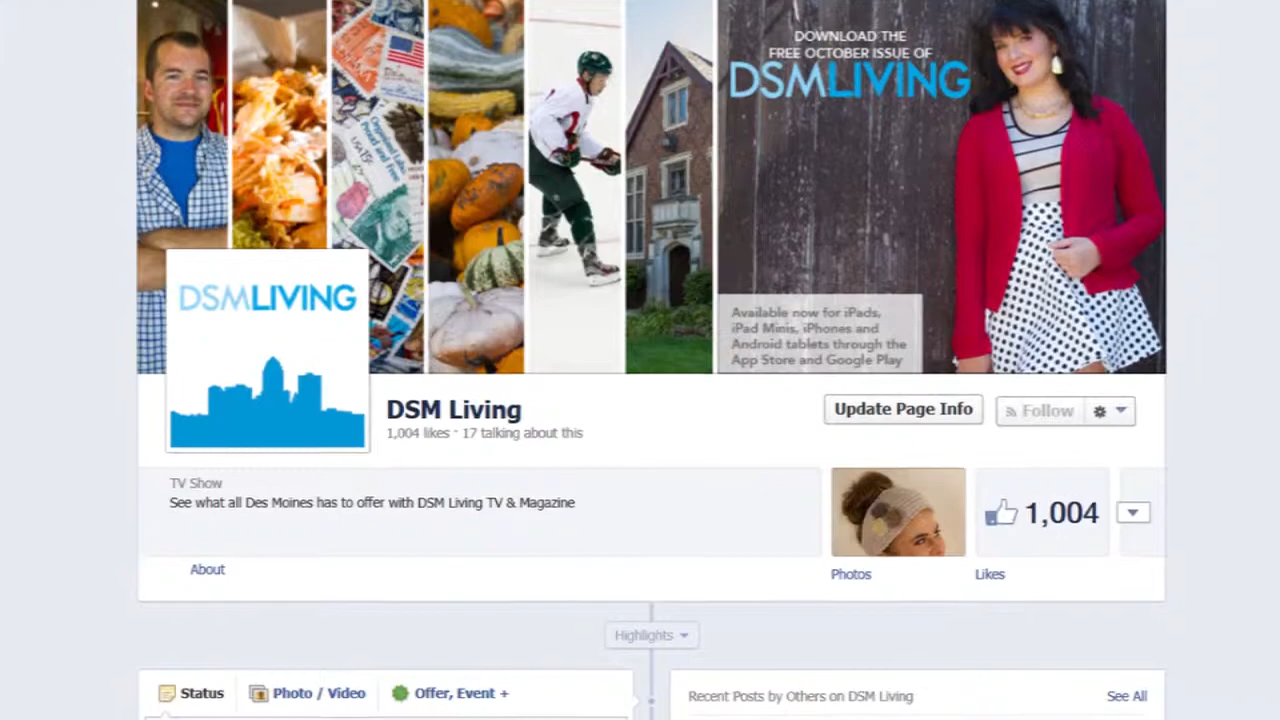 DOWNLOAD THE
FREE OCTOBER ISSUE OF
DSMLIVING
Available now for iPads,
iPad Minis, iPhones and
Android tablets through the
App Store and Google Play
DSMLIVING
DSM Living
1,004 likes · 17 talking about this
Update Page Info
Follow
TV Show
See what all Des Moines has to offer with DSM Living TV & Magazine
1,004
About
Photos
Likes
Highlights
Status
Photo / Video
Offer, Event +
Recent Posts by Others on DSM Living
See All